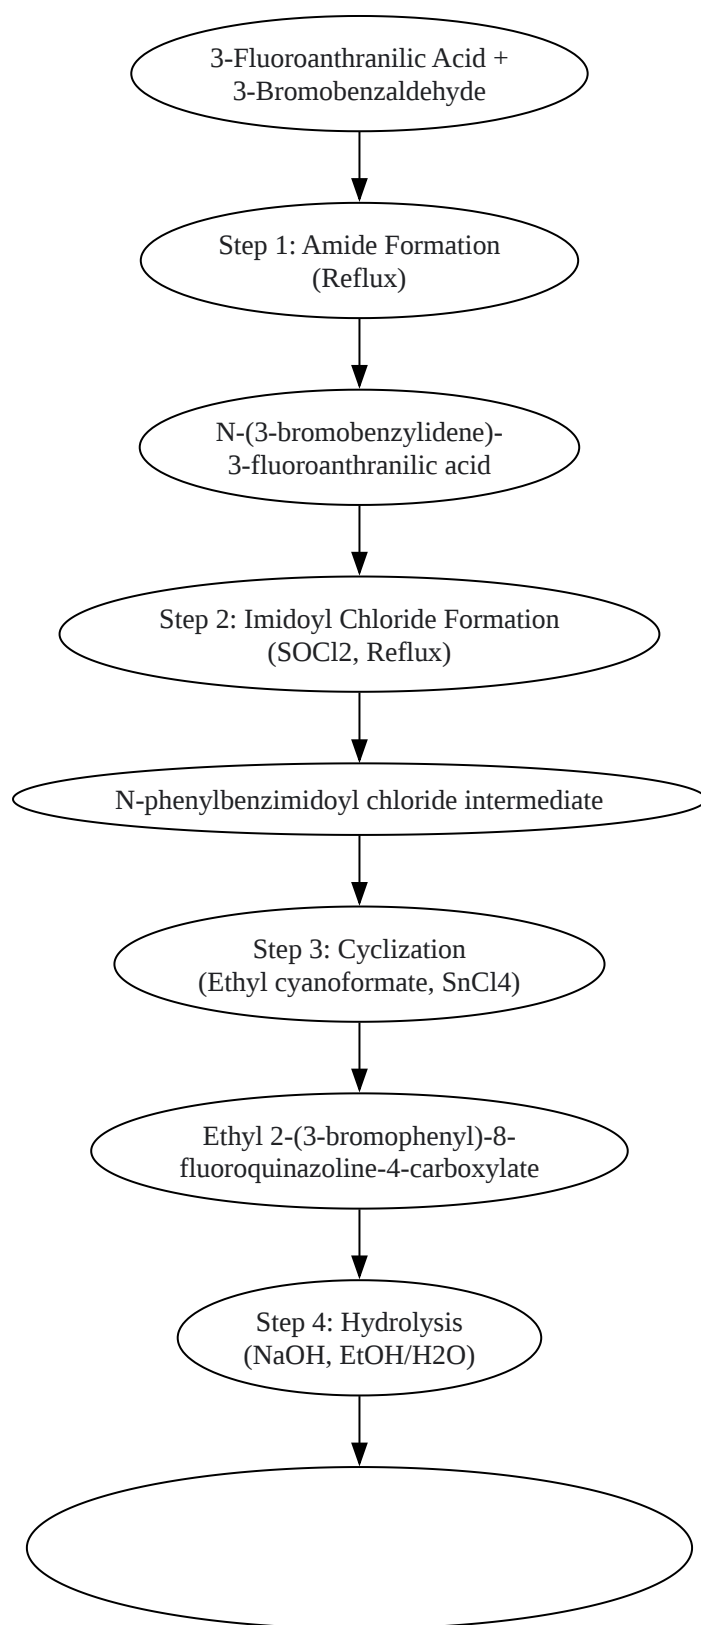 3-Fluoroanthranilic Acid +
3-Bromobenzaldehyde
Step 1: Amide Formation
(Reflux)
N-(3-bromobenzylidene)-
3-fluoroanthranilic acid
Step 2: Imidoyl Chloride Formation
(SOCl2, Reflux)
N-phenylbenzimidoyl chloride intermediate
Step 3: Cyclization
(Ethyl cyanoformate, SnCl4)
Ethyl 2-(3-bromophenyl)-8-
fluoroquinazoline-4-carboxylate
Step 4: Hydrolysis
(NaOH, EtOH/H2O)